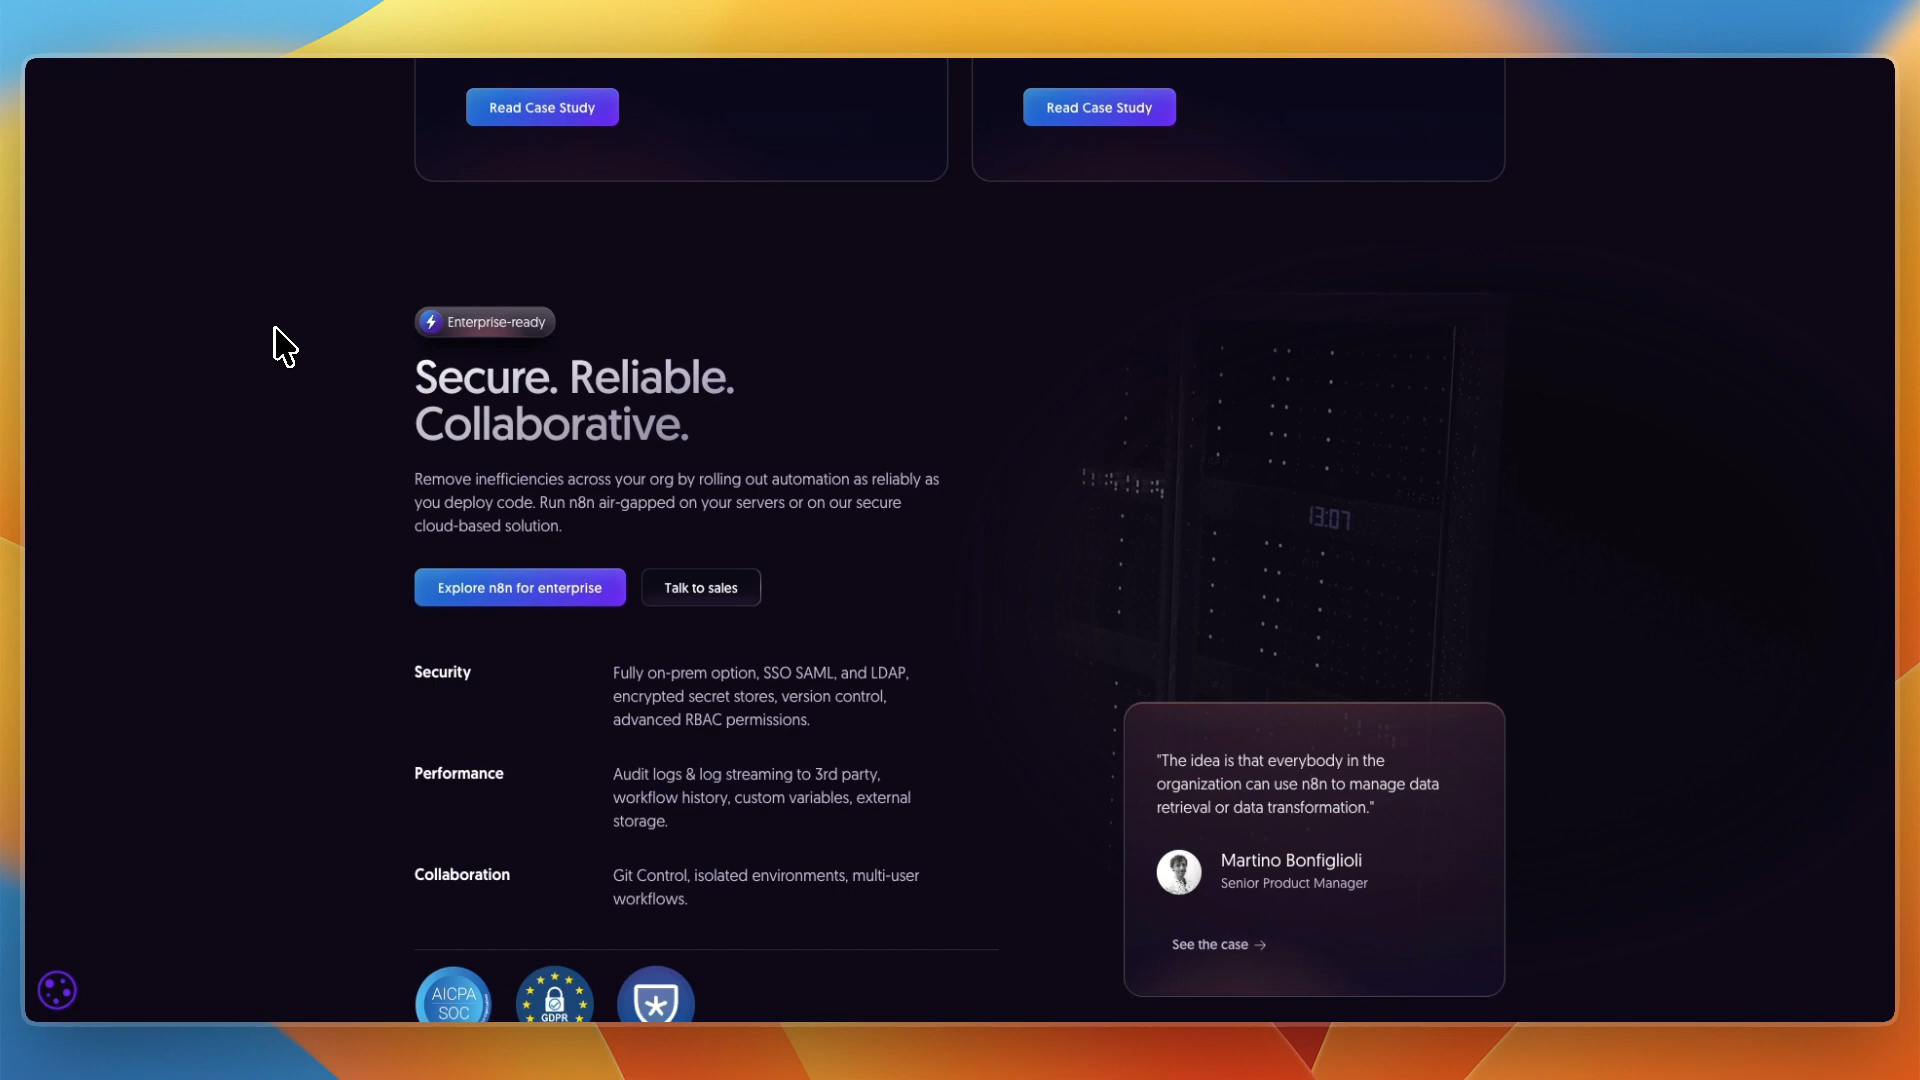 Read Case Study
Read Case Study
Enterprise-ready
Secure. Reliable.
Collaborative.
Remove inefficiencies across your org by rolling out automation as reliably as
you deploy code. Run n8n air-gapped on your servers or on our secure
cloud-based solution.
Explore n8n for enterprise
Talk to sales
13:07
Security
Fully on-prem option, SSO SAML, and LDAP,
encrypted secret stores, version control,
advanced RBAC permissions.
Performance
Audit logs & log streaming to 3rd party,
workflow history, custom variables, external
storage.
Collaboration
Git Control, isolated environments, multi-user
workflows.
"The idea is that everybody in the
organization can use n8n to manage data
retrieval or data transformation."
Martino Bonfiglioli
Senior Product Manager
See the case →
AICPA
SOC
GDPR